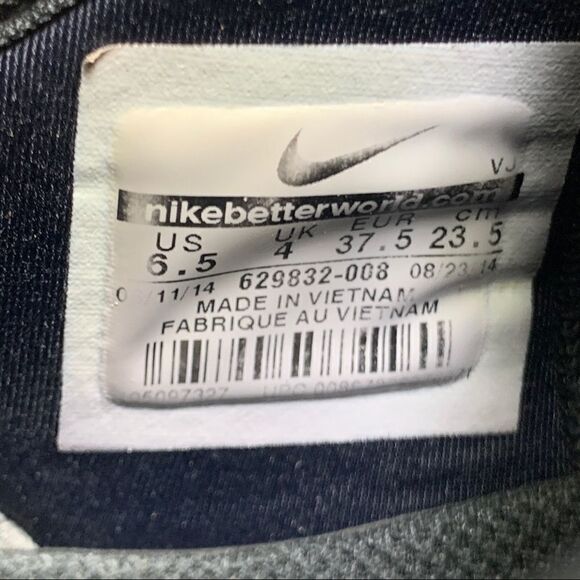 VJ
nikebetterworld.com
US UK EUR cm
6.5 4 37.5 23.5
629832-008 08/23/14
MADE IN VIETNAM
FABRIQUE AU VIETNAM
UPC